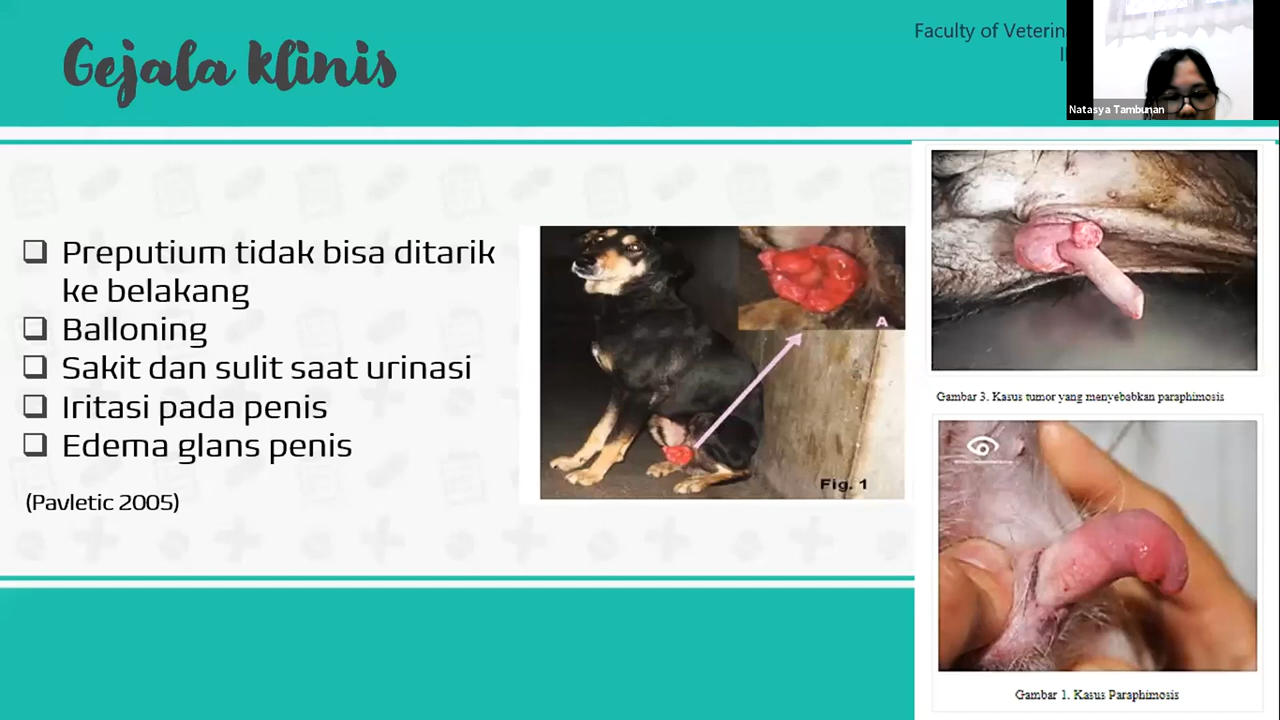 Gejala klinis
Faculty of Veterin
Natasya Tambunan
❑ Preputium tidak bisa ditarik
ke belakang
❑ Balloning
❑ Sakit dan sulit saat urinasi
❑ Iritasi pada penis
❑ Edema glans penis
(Pavletic 2005)
A
Fig. 1
Gambar 3. Kasus tumor yang menyebabkan paraphimosis
Gambar 1. Kasus Paraphimosis